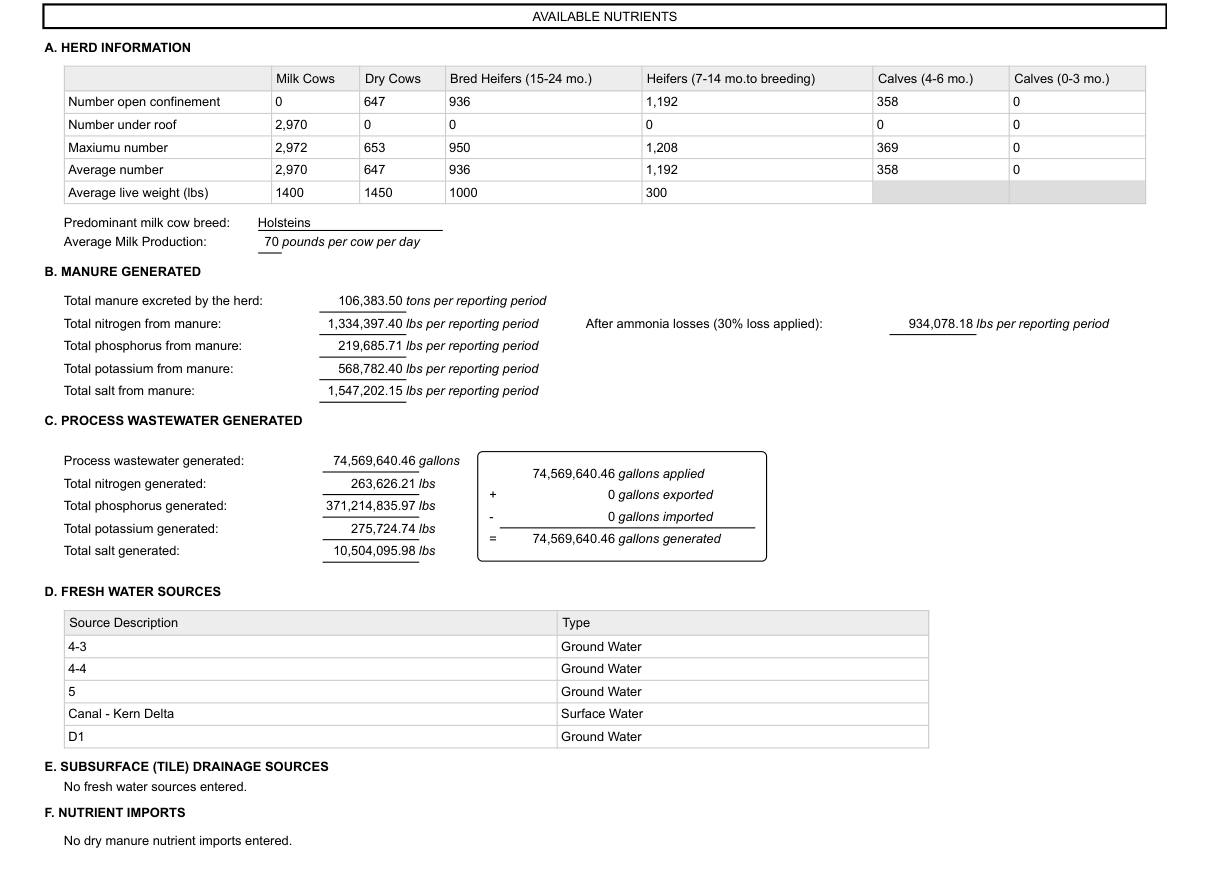 AVAILABLE NUTRIENTS
A. HERD INFORMATION
Milk Cows Dry Cows Bred Heifers (15-24 mo.) Heifers (7-14 mo.to breeding) Calves (4-6 mo.) Calves (0-3 mo.)
Number open confinement 0 647 936 1,192 358 0
Number under roof 2,970 0 0 0 0 0
Maxiumu number 2,972 653 950 1,208 369 0
Average number 2,970 647 936 1,192 358 0
Average live weight (lbs) 1400 1450 1000 300
Predominant milk cow breed: Holsteins
Average Milk Production: 70 pounds per cow per day
B. MANURE GENERATED
Total manure excreted by the herd: 106,383.50 tons per reporting period
Total nitrogen from manure: 1,334,397.40 lbs per reporting period After ammonia losses (30% loss applied): 934,078.18 lbs per reporting period
Total phosphorus from manure: 219,685.71 lbs per reporting period
Total potassium from manure: 568,782.40 lbs per reporting period
Total salt from manure: 1,547,202.15 lbs per reporting period
C. PROCESS WASTEWATER GENERATED
Process wastewater generated: 74,569,640.46 gallons
Total nitrogen generated: 263,626.21 lbs
Total phosphorus generated: 371,214,835.97 lbs
Total potassium generated: 275,724.74 lbs
Total salt generated: 10,504,095.98 lbs
74,569,640.46 gallons applied
+ 0 gallons exported
- 0 gallons imported
= 74,569,640.46 gallons generated
D. FRESH WATER SOURCES
Source Description Type
4-3 Ground Water
4-4 Ground Water
5 Ground Water
Canal - Kern Delta Surface Water
D1 Ground Water
E. SUBSURFACE (TILE) DRAINAGE SOURCES
No fresh water sources entered.
F. NUTRIENT IMPORTS
No dry manure nutrient imports entered.